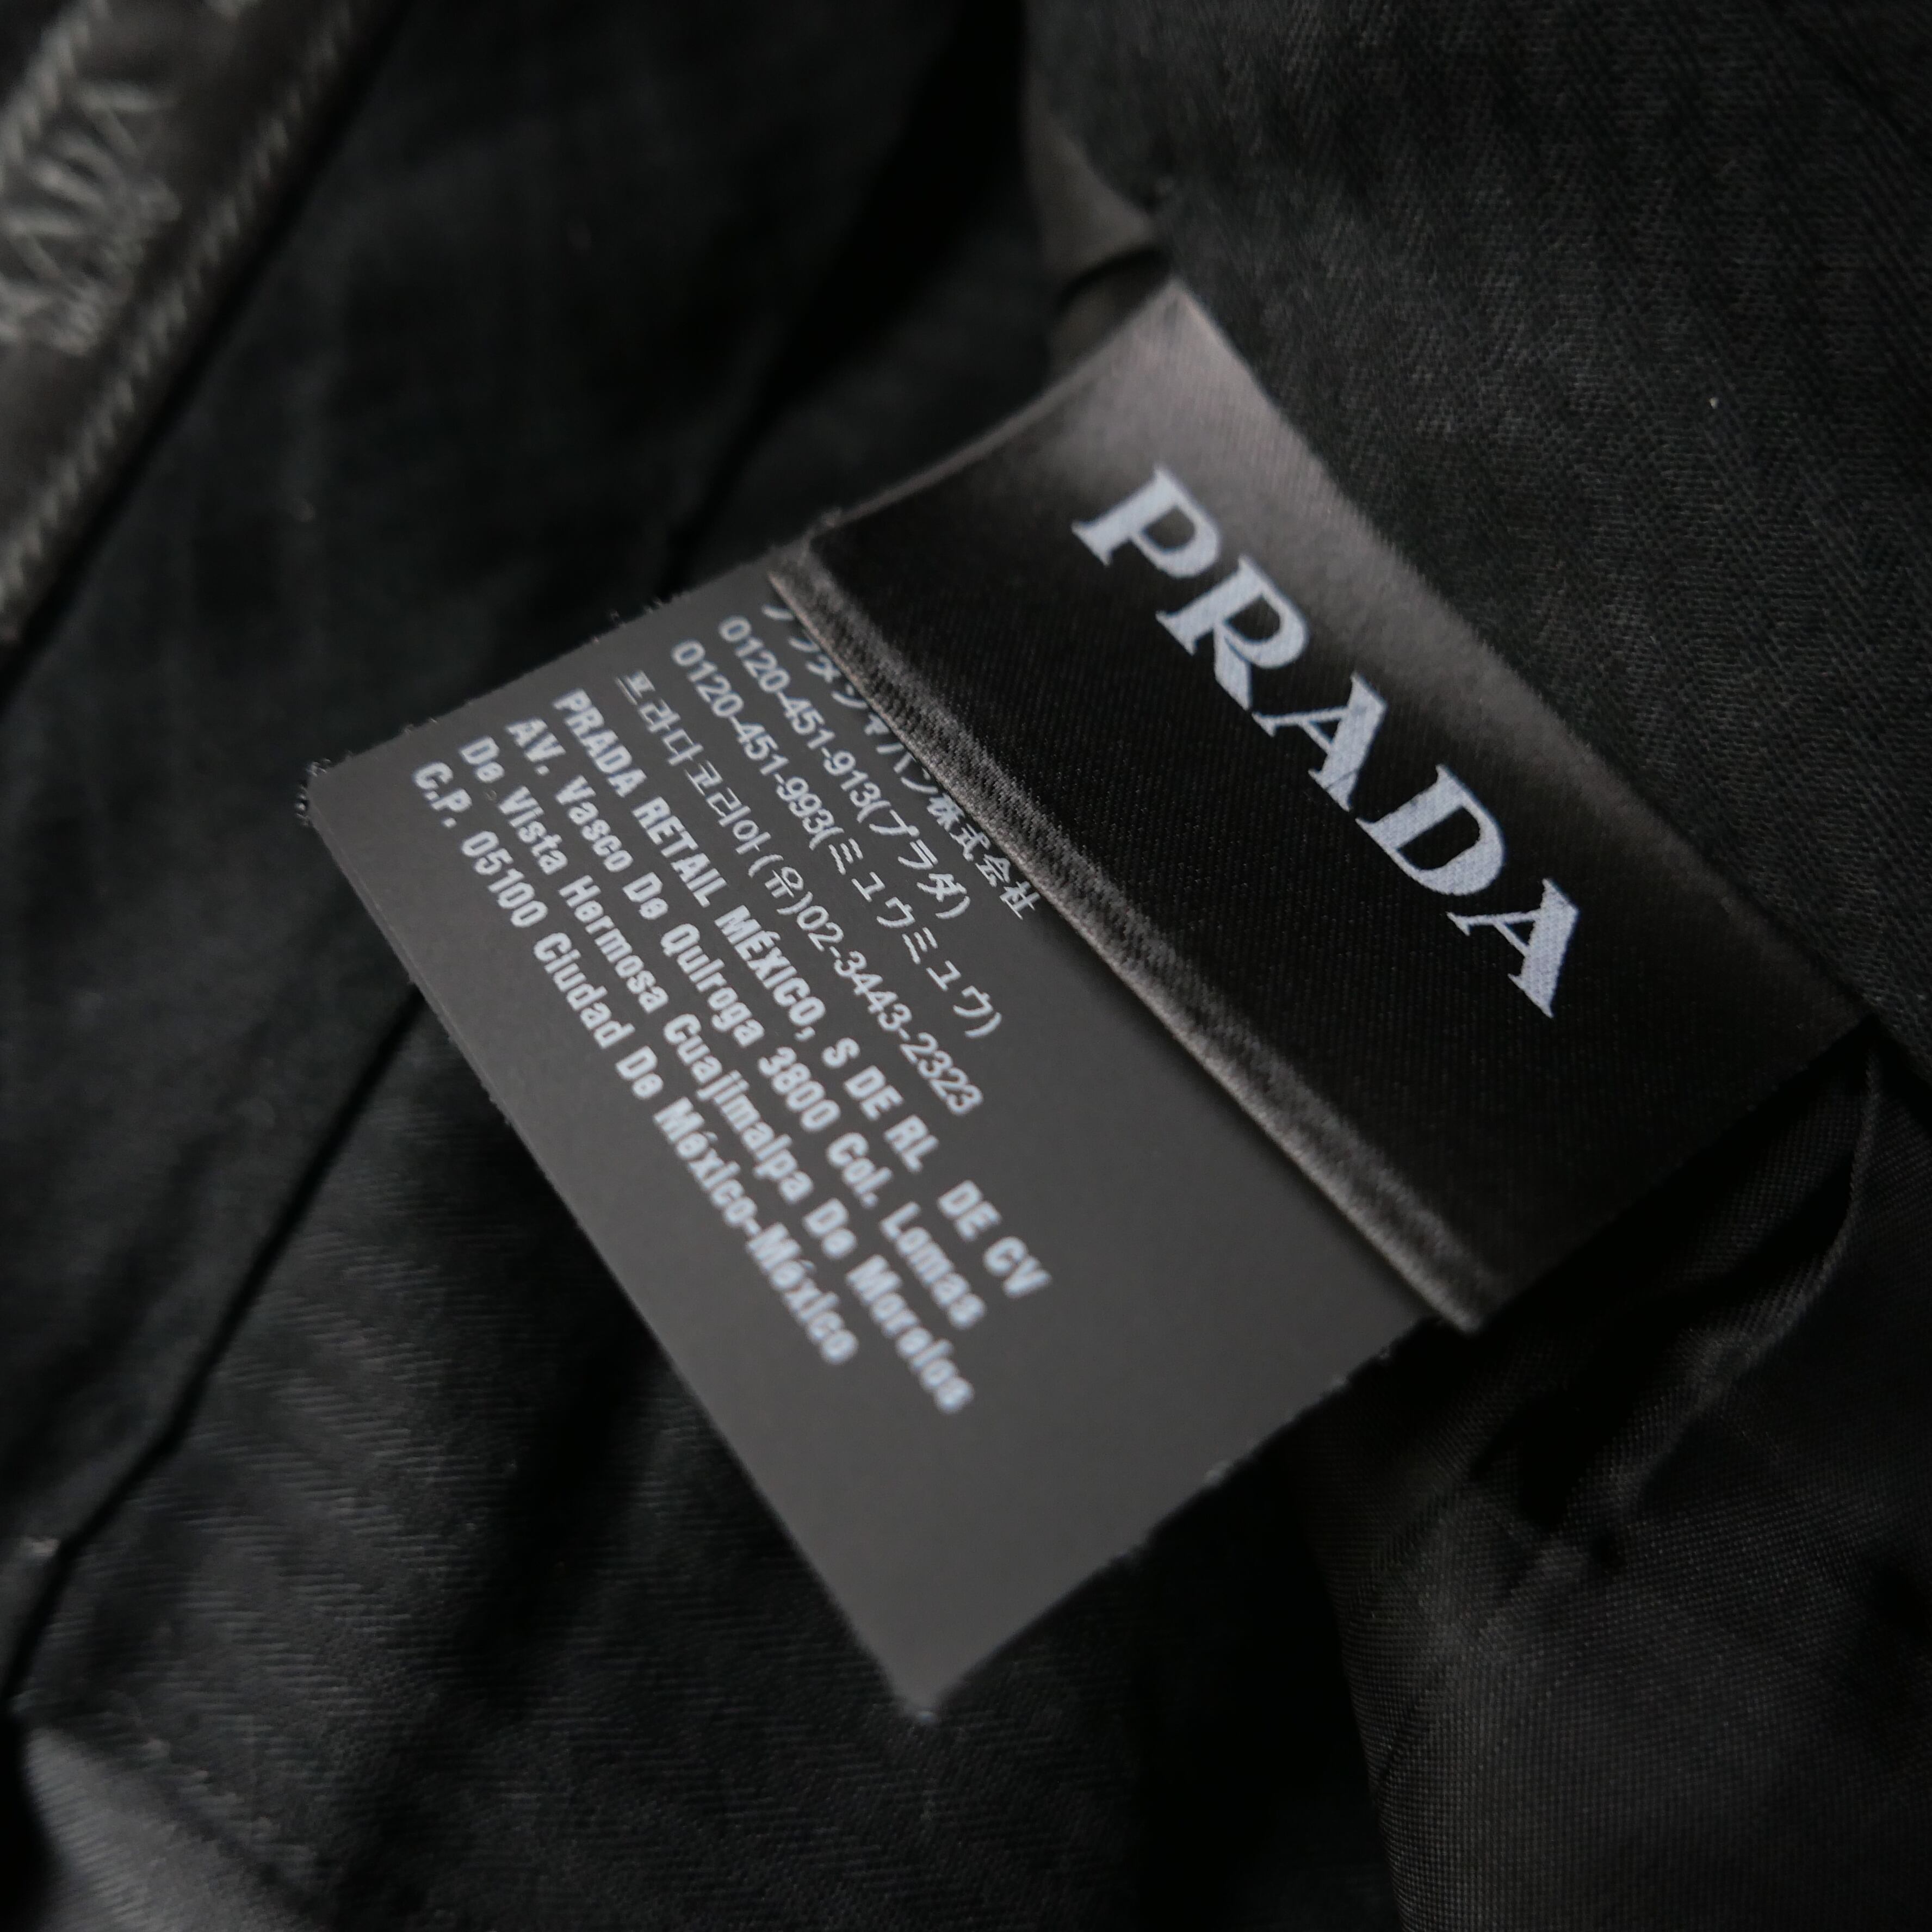 PRADA
プラダジャパン株式会社
0120-451-913(プラダ)
0120-451-993(ミュウミュウ)
프라다코리아(유)02-3443-2323
PRADA RETAIL MÉXICO, S DE RL DE CV
AV. Vasco De Quiroga 3800 Col. Lomas
De Vista Hermosa Cuajimalpa De Morelos
C.P. 05100 Ciudad De México-México